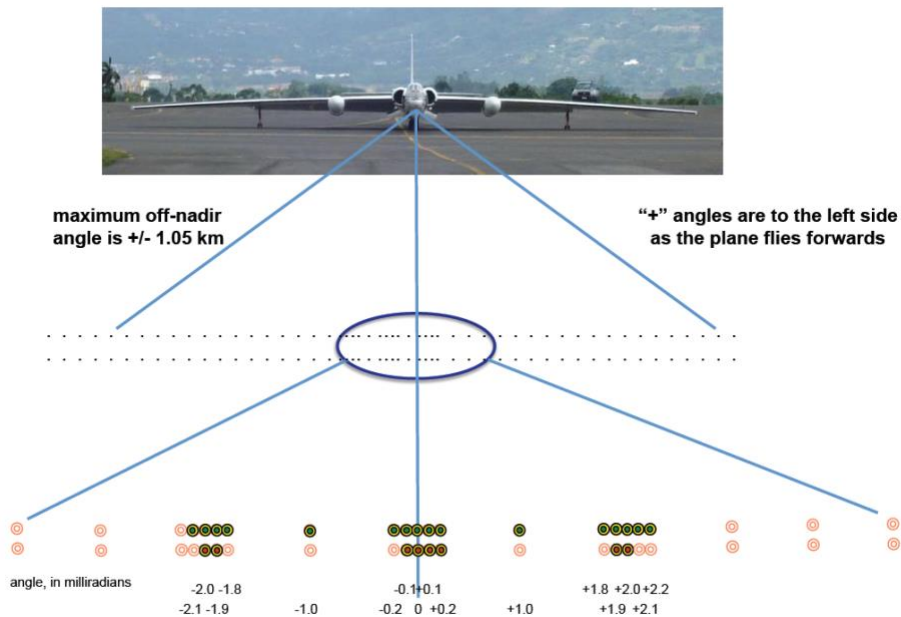 maximum off-nadir
angle is +/- 1.05 km
“+” angles are to the left side
as the plane flies forwards
angle, in milliradians
-2.0 -1.8 -0.1 +0.1 +1.8 +2.0 +2.2
-2.1 -1.9 -1.0 -0.2 0 +0.2 +1.0 +1.9 +2.1